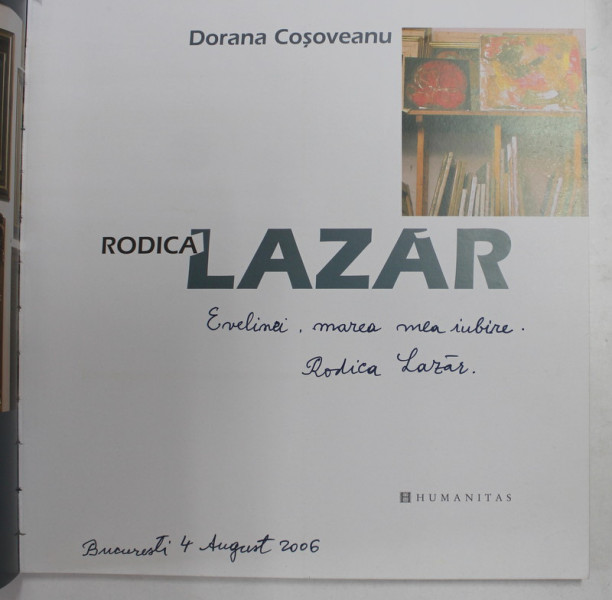 Dorana Coșoveanu
RODICA LAZĂR
Evelinei, marea mea iubire.
Rodica Lazăr.
HUMANITAS
București 4 August 2006